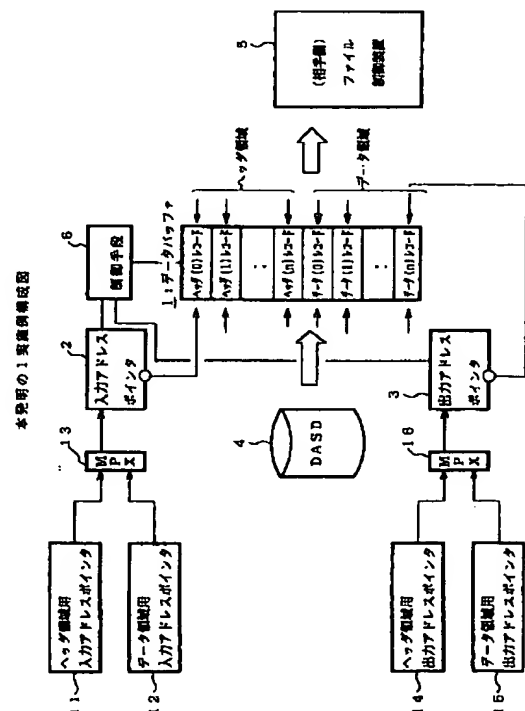 本発明の1実施例構成図
11
ヘッダ領域用
入力アドレスポインタ
12
データ領域用
入力アドレスポインタ
13
MPX
2
入力アドレス
ポインタ
6
制御手段
1:データバッファ
ヘッダ(0)レコード
ヘッダ(1)レコード
:
ヘッダ(n)レコード
データ(0)レコード
データ(1)レコード
:
データ(n)レコード
ヘッダ領域
データ領域
4
DASD
5
(相手側)
ファイル
制御装置
14
ヘッダ領域用
出力アドレスポインタ
15
データ領域用
出力アドレスポインタ
16
MPX
3
出力アドレス
ポインタ